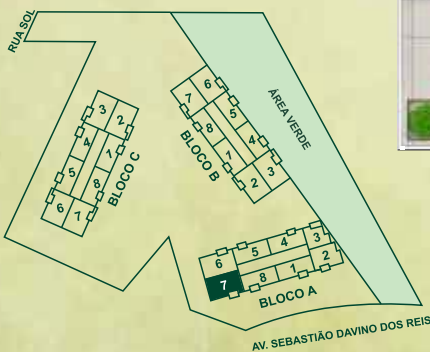 RUA SOL
ÁREA VERDE
7 6
8 5
1 4
2 3
BLOCO B
3 2
4 7
5 8
6 7
BLOCO C
6 5 4 3
7 8 1 2
BLOCO A
AV. SEBASTIÃO DAVINO DOS REIS